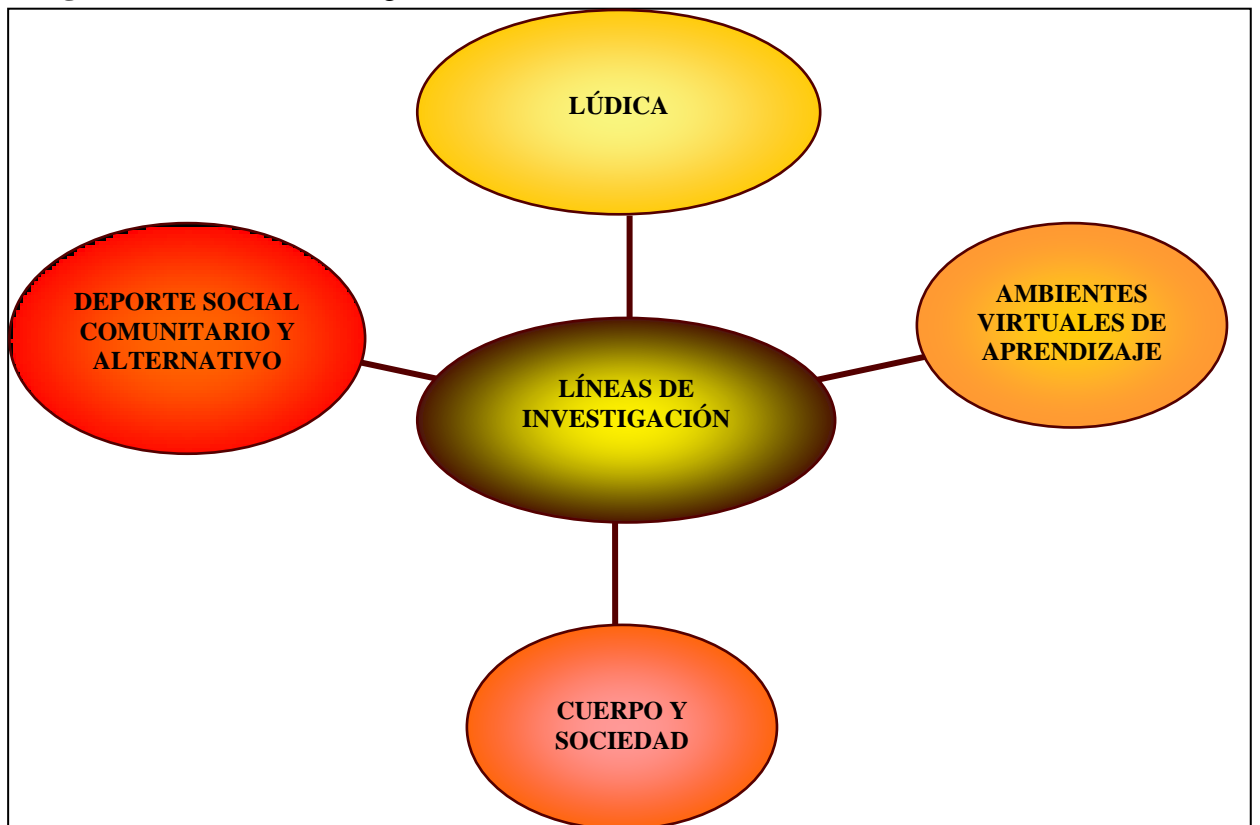 LÚDICA
DEPORTE SOCIAL
COMUNITARIO Y
ALTERNATIVO
AMBIENTES
VIRTUALES DE
APRENDIZAJE
LÍNEAS DE
INVESTIGACIÓN
CUERPO Y
SOCIEDAD